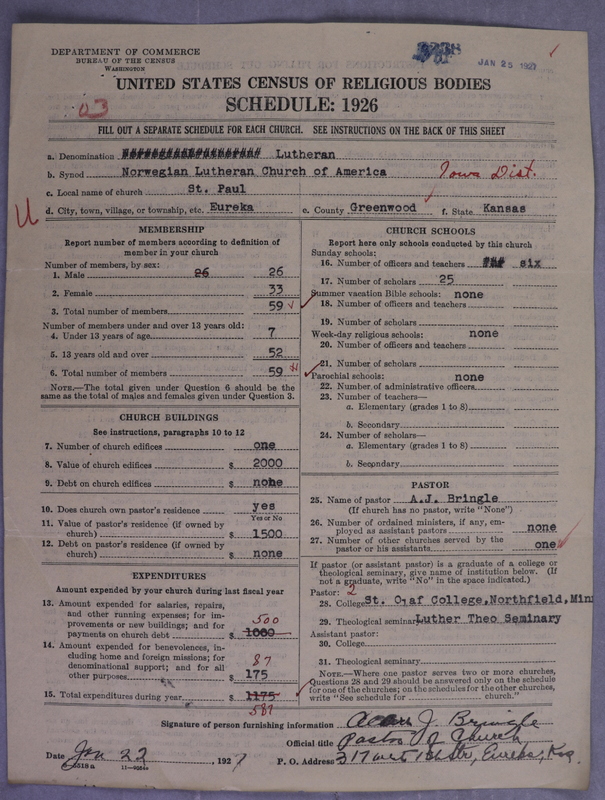 DEPARTMENT OF COMMERCE
BUREAU OF THE CENSUS
WASHINGTON
JAN 25 1927
UNITED STATES CENSUS OF RELIGIOUS BODIES
SCHEDULE: 1926
03
FILL OUT A SEPARATE SCHEDULE FOR EACH CHURCH. SEE INSTRUCTIONS ON THE BACK OF THIS SHEET
a. Denomination Lutheran
b. Synod Norwegian Lutheran Church of America Iowa Dist.
c. Local name of church St. Paul
d. City, town, village, or township, etc. Eureka e. County Greenwood f. State Kansas
U
MEMBERSHIP
Report number of members according to definition of
member in your church
Number of members, by sex:
1. Male 26 26
2. Female 33
3. Total number of members 59
Number of members under and over 13 years old:
4. Under 13 years of age 7
5. 13 years old and over 52
6. Total number of members 59
NOTE.—The total given under Question 6 should be
the same as the total of males and females given under Question 3.
CHURCH BUILDINGS
See instructions, paragraphs 10 to 12
7. Number of church edifices one
8. Value of church edifices $ 2000
9. Debt on church edifices $ none
10. Does church own pastor's residence? yes
Yes or No
11. Value of pastor's residence (if owned by
church) $ 1500
12. Debt on pastor's residence (if owned by
church) $ none
EXPENDITURES
Amount expended by your church during last fiscal year
13. Amount expended for salaries, repairs,
and other running expenses; for im-
provements or new buildings; and for
payments on church debt $ 1000
500
14. Amount expended for benevolences, in-
cluding home and foreign missions; for
denominational support; and for all
other purposes $ 175
87
15. Total expenditures during year $ 1175
587
CHURCH SCHOOLS
Report here only schools conducted by this church
Sunday schools:
16. Number of officers and teachers six
17. Number of scholars 25
Summer vacation Bible schools: none
18. Number of officers and teachers
19. Number of scholars
Week-day religious schools: none
20. Number of officers and teachers
21. Number of scholars
Parochial schools: none
22. Number of administrative officers
23. Number of teachers—
a. Elementary (grades 1 to 8)
b. Secondary
24. Number of scholars—
a. Elementary (grades 1 to 8)
b. Secondary
PASTOR
25. Name of pastor A.J. Bringle
(If church has no pastor, write "None")
26. Number of ordained ministers, if any, em-
ployed as assistant pastors none
27. Number of other churches served by the
pastor or his assistants one
If pastor (or assistant pastor) is a graduate of a college or
theological seminary, give name of institution below. (If
not a graduate, write "No" in the space indicated.)
Pastor: 2
28. College St. Olaf College,Northfield,Minn
29. Theological seminary Luther Theo Seminary
Assistant pastor:
30. College
31. Theological seminary
NOTE.—Where one pastor serves two or more churches,
Questions 28 and 29 should be answered only on the schedule
for one of the churches; on the schedules for the other churches,
write "See schedule for church."
Signature of person furnishing information J. Bringle
Official title Pastor of Church
Date Jan 22, 1927 P. O. Address 317 West 1st Str, Eureka, Kas.